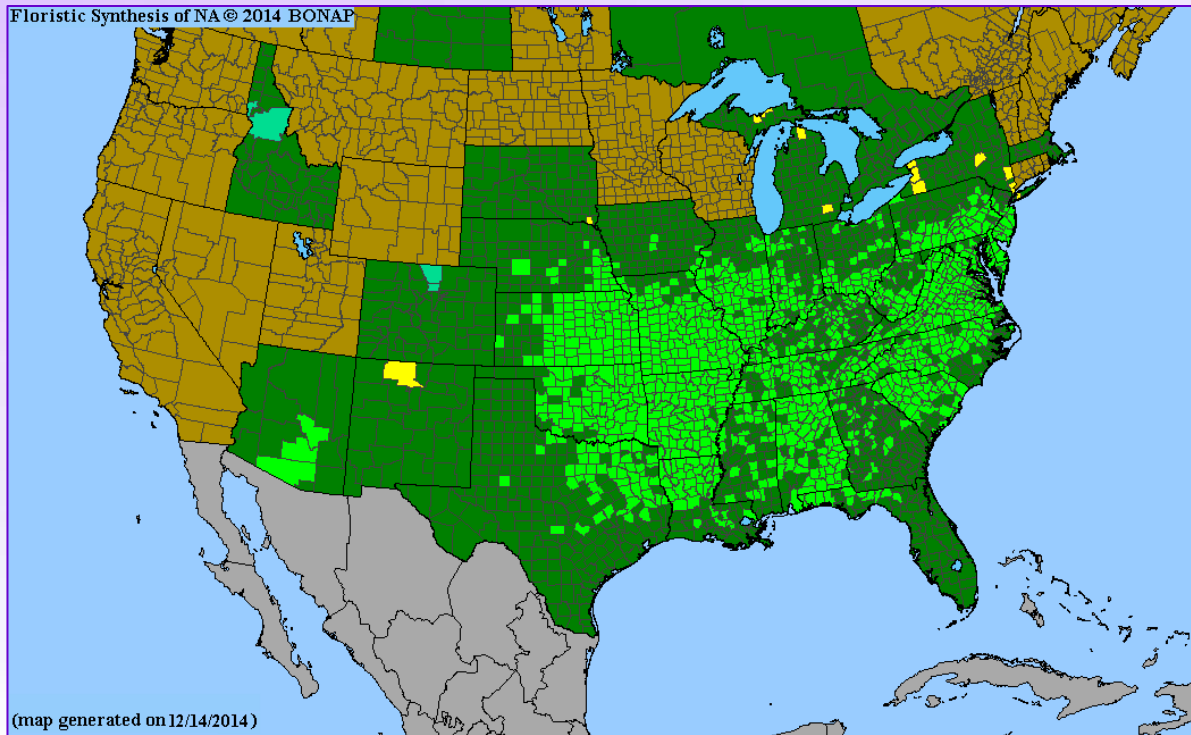 Floristic Synthesis of NA © 2014 BONAP
(map generated on 12/14/2014)